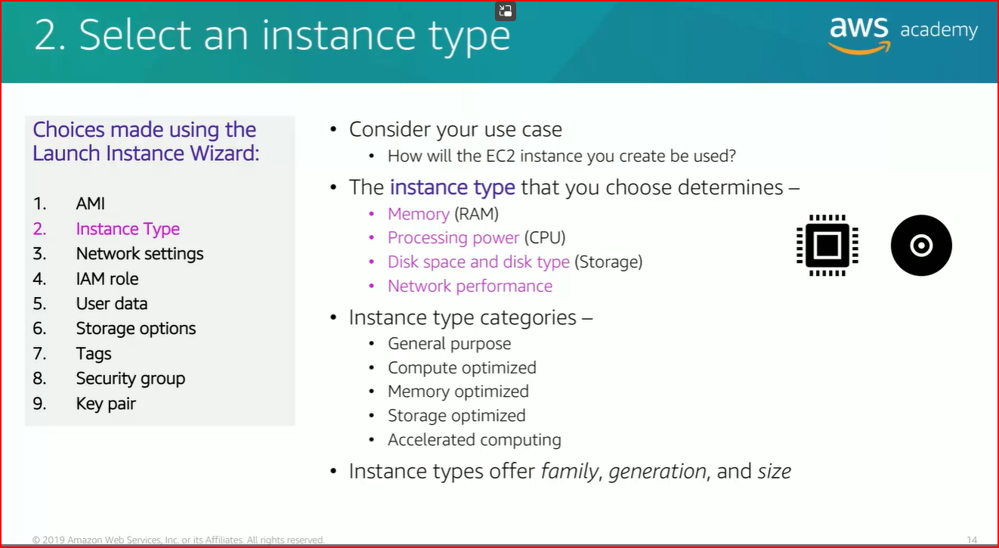 2. Select an instance type
aws academy
Choices made using the
Launch Instance Wizard:
1. AMI
2. Instance Type
3. Network settings
4. IAM role
5. User data
6. Storage options
7. Tags
8. Security group
9. Key pair
• Consider your use case
• How will the EC2 instance you create be used?
• The instance type that you choose determines –
• Memory (RAM)
• Processing power (CPU)
• Disk space and disk type (Storage)
• Network performance
• Instance type categories –
• General purpose
• Compute optimized
• Memory optimized
• Storage optimized
• Accelerated computing
• Instance types offer family, generation, and size
© 2019 Amazon Web Services, Inc. or its Affiliates. All rights reserved.
14